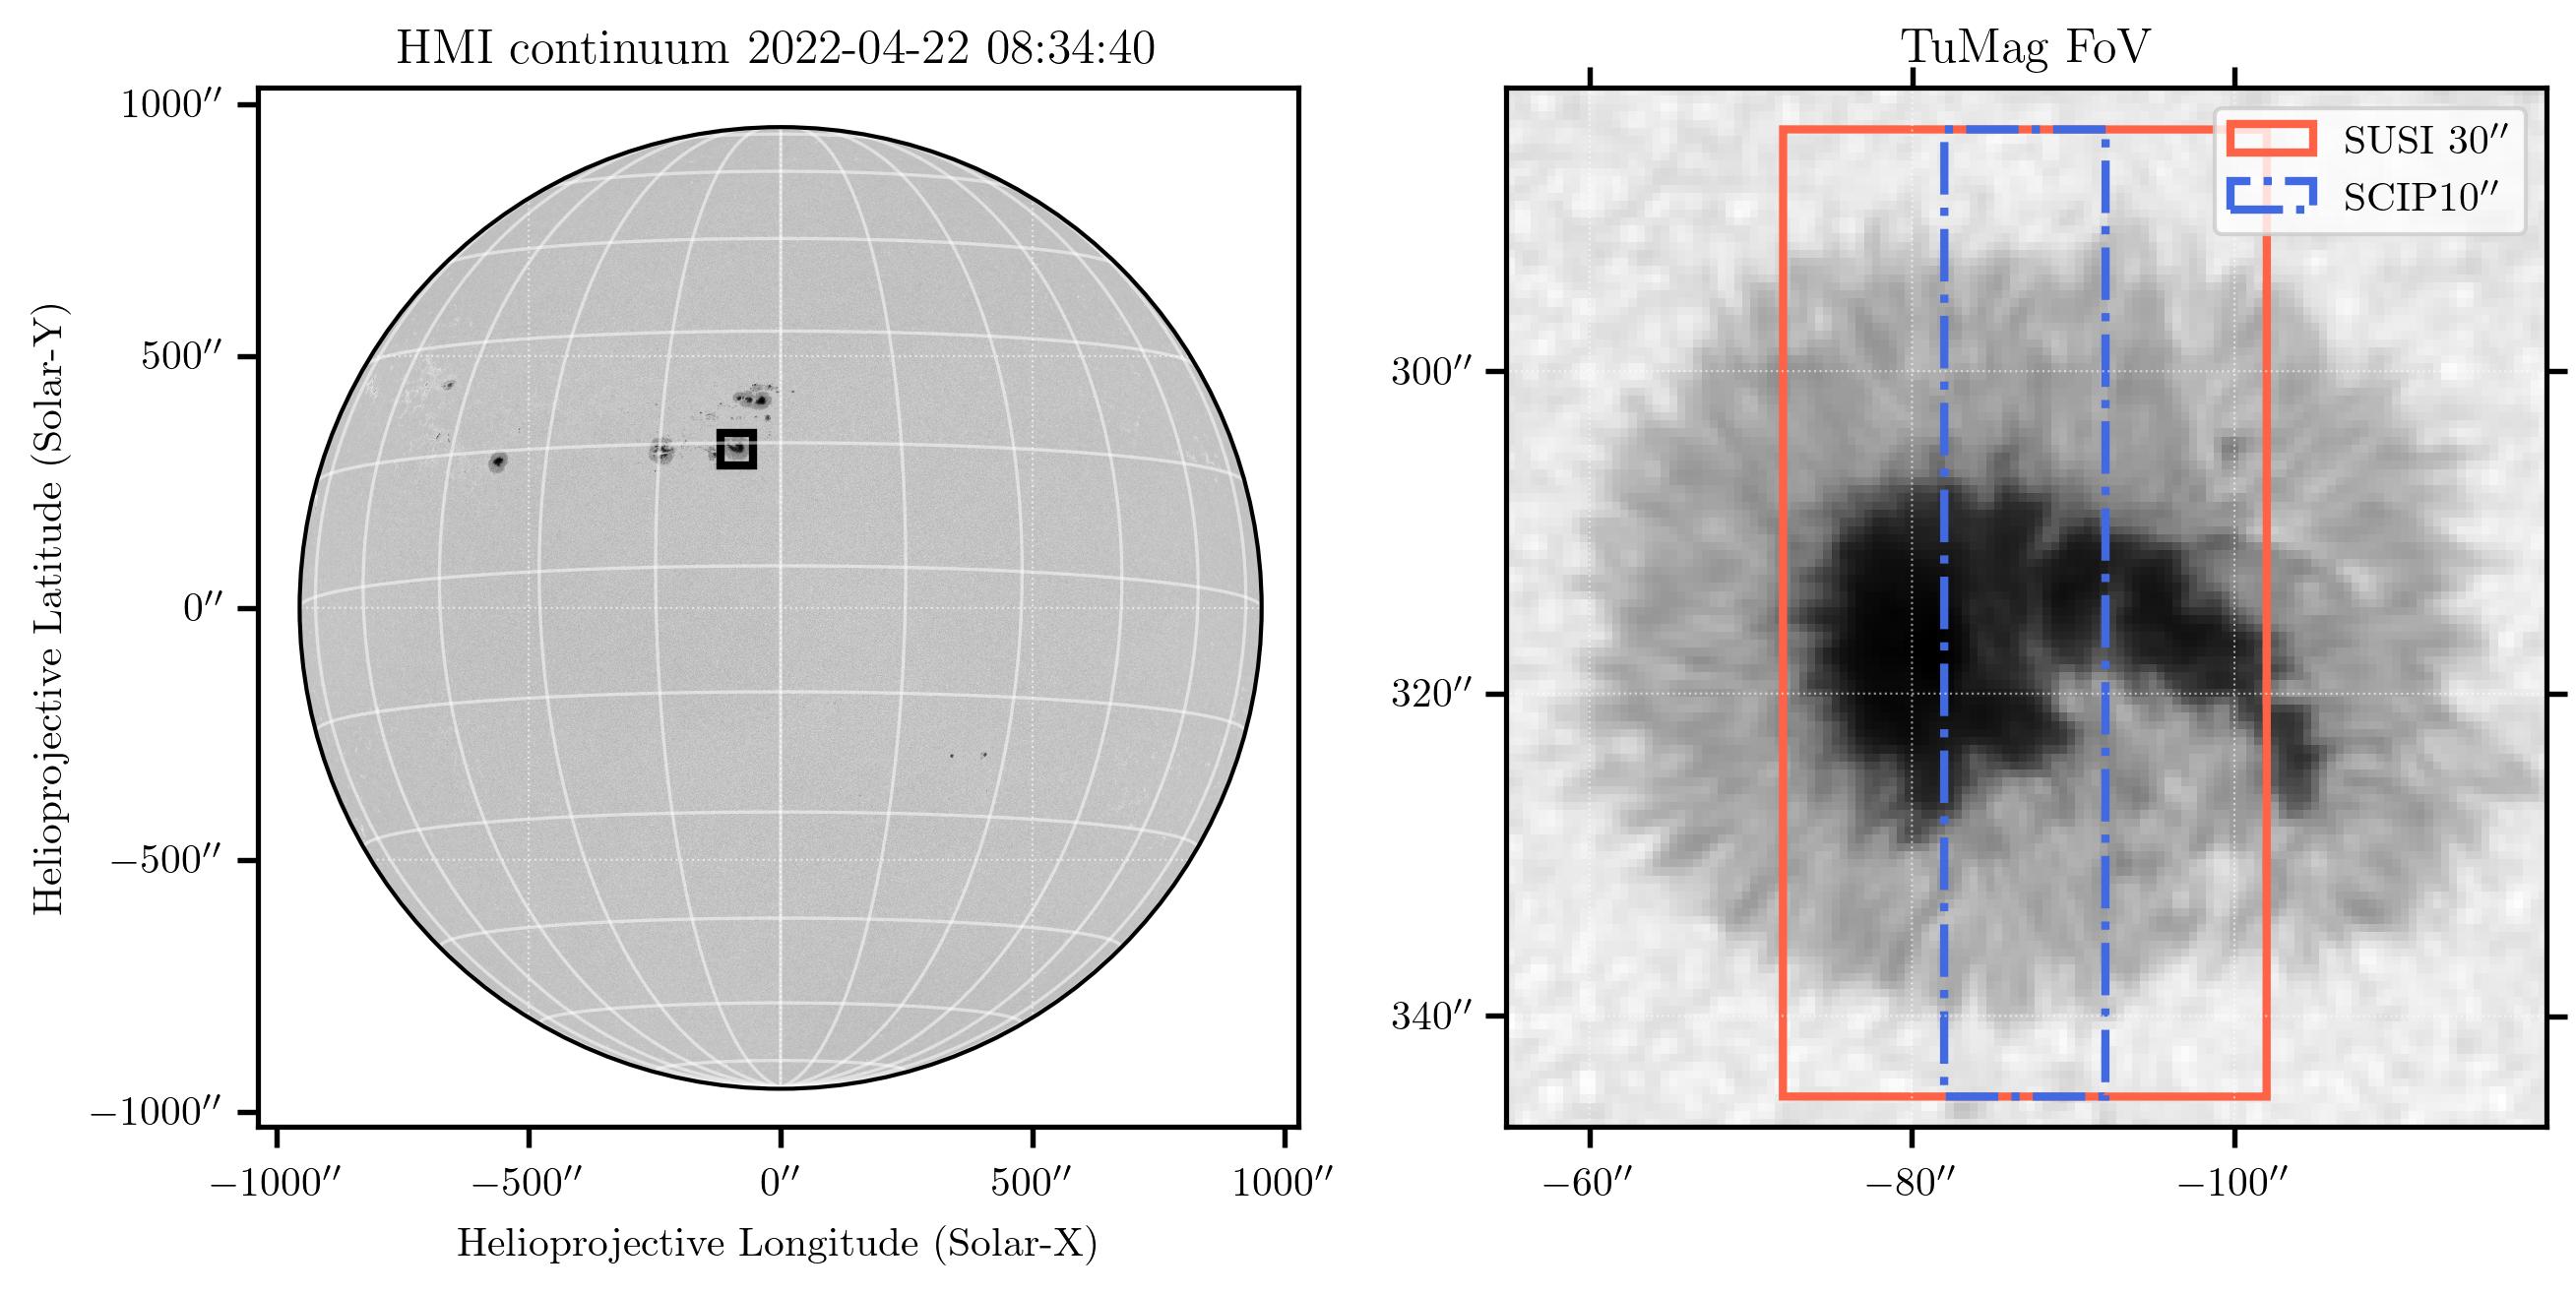 HMI continuum 2022-04-22 08:34:40
1000″
500″
0″
−500″
−1000″
Helioprojective Latitude (Solar-Y)
−1000″ −500″ 0″ 500″ 1000″
Helioprojective Longitude (Solar-X)
TuMag FoV
SUSI 30″
SCIP10″
300″
320″
340″
−60″ −80″ −100″